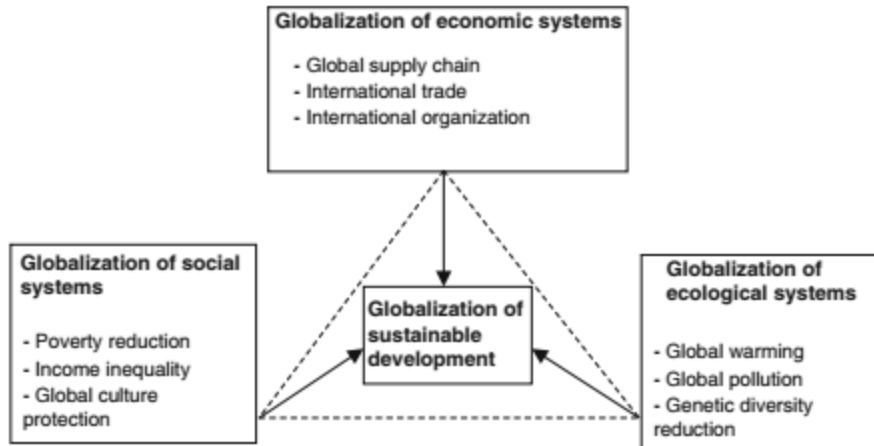 Globalization of economic systems
- Global supply chain
- International trade
- International organization
Globalization of social
systems
- Poverty reduction
- Income inequality
- Global culture
protection
Globalization of
sustainable
development
Globalization of
ecological systems
- Global warming
- Global pollution
- Genetic diversity
reduction